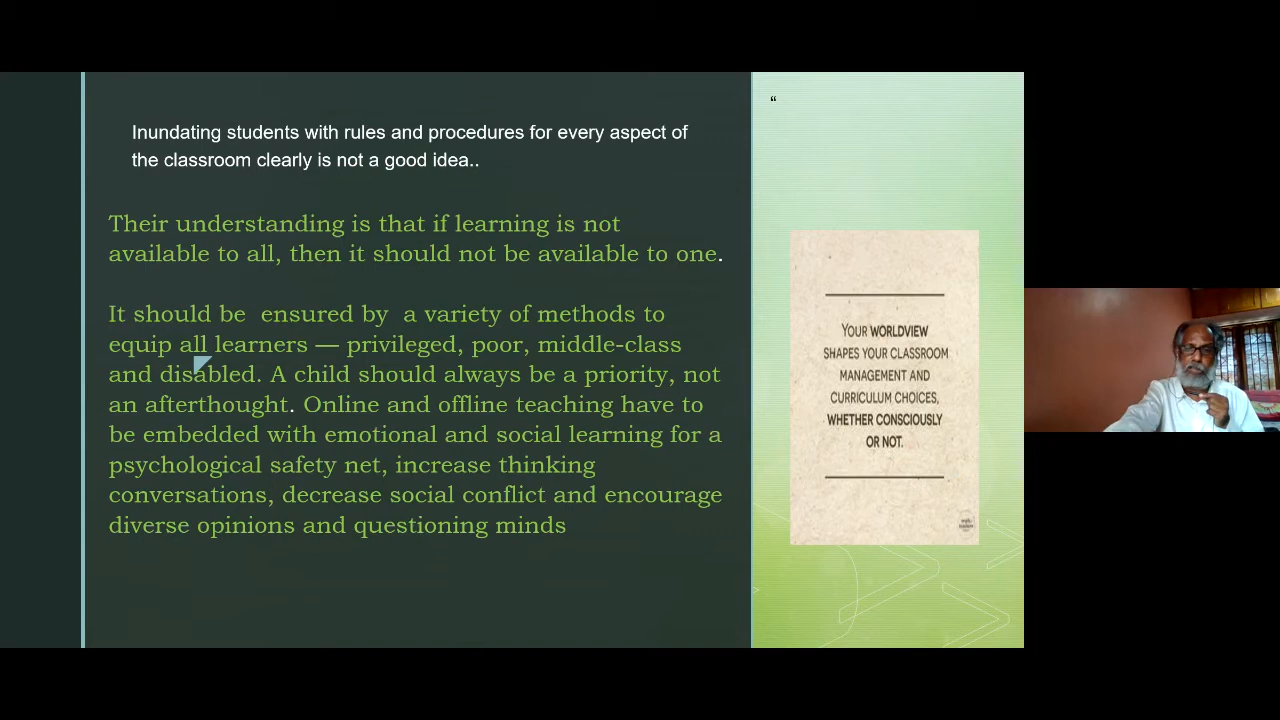 Inundating students with rules and procedures for every aspect of
the classroom clearly is not a good idea..
Their understanding is that if learning is not
available to all, then it should not be available to one.
It should be  ensured by  a variety of methods to
equip all learners — privileged, poor, middle-class
and disabled. A child should always be a priority, not
an afterthought. Online and offline teaching have to
be embedded with emotional and social learning for a
psychological safety net, increase thinking
conversations, decrease social conflict and encourage
diverse opinions and questioning minds
“
YOUR WORLDVIEW
SHAPES YOUR CLASSROOM
MANAGEMENT AND
CURRICULUM CHOICES,
WHETHER CONSCIOUSLY
OR NOT.